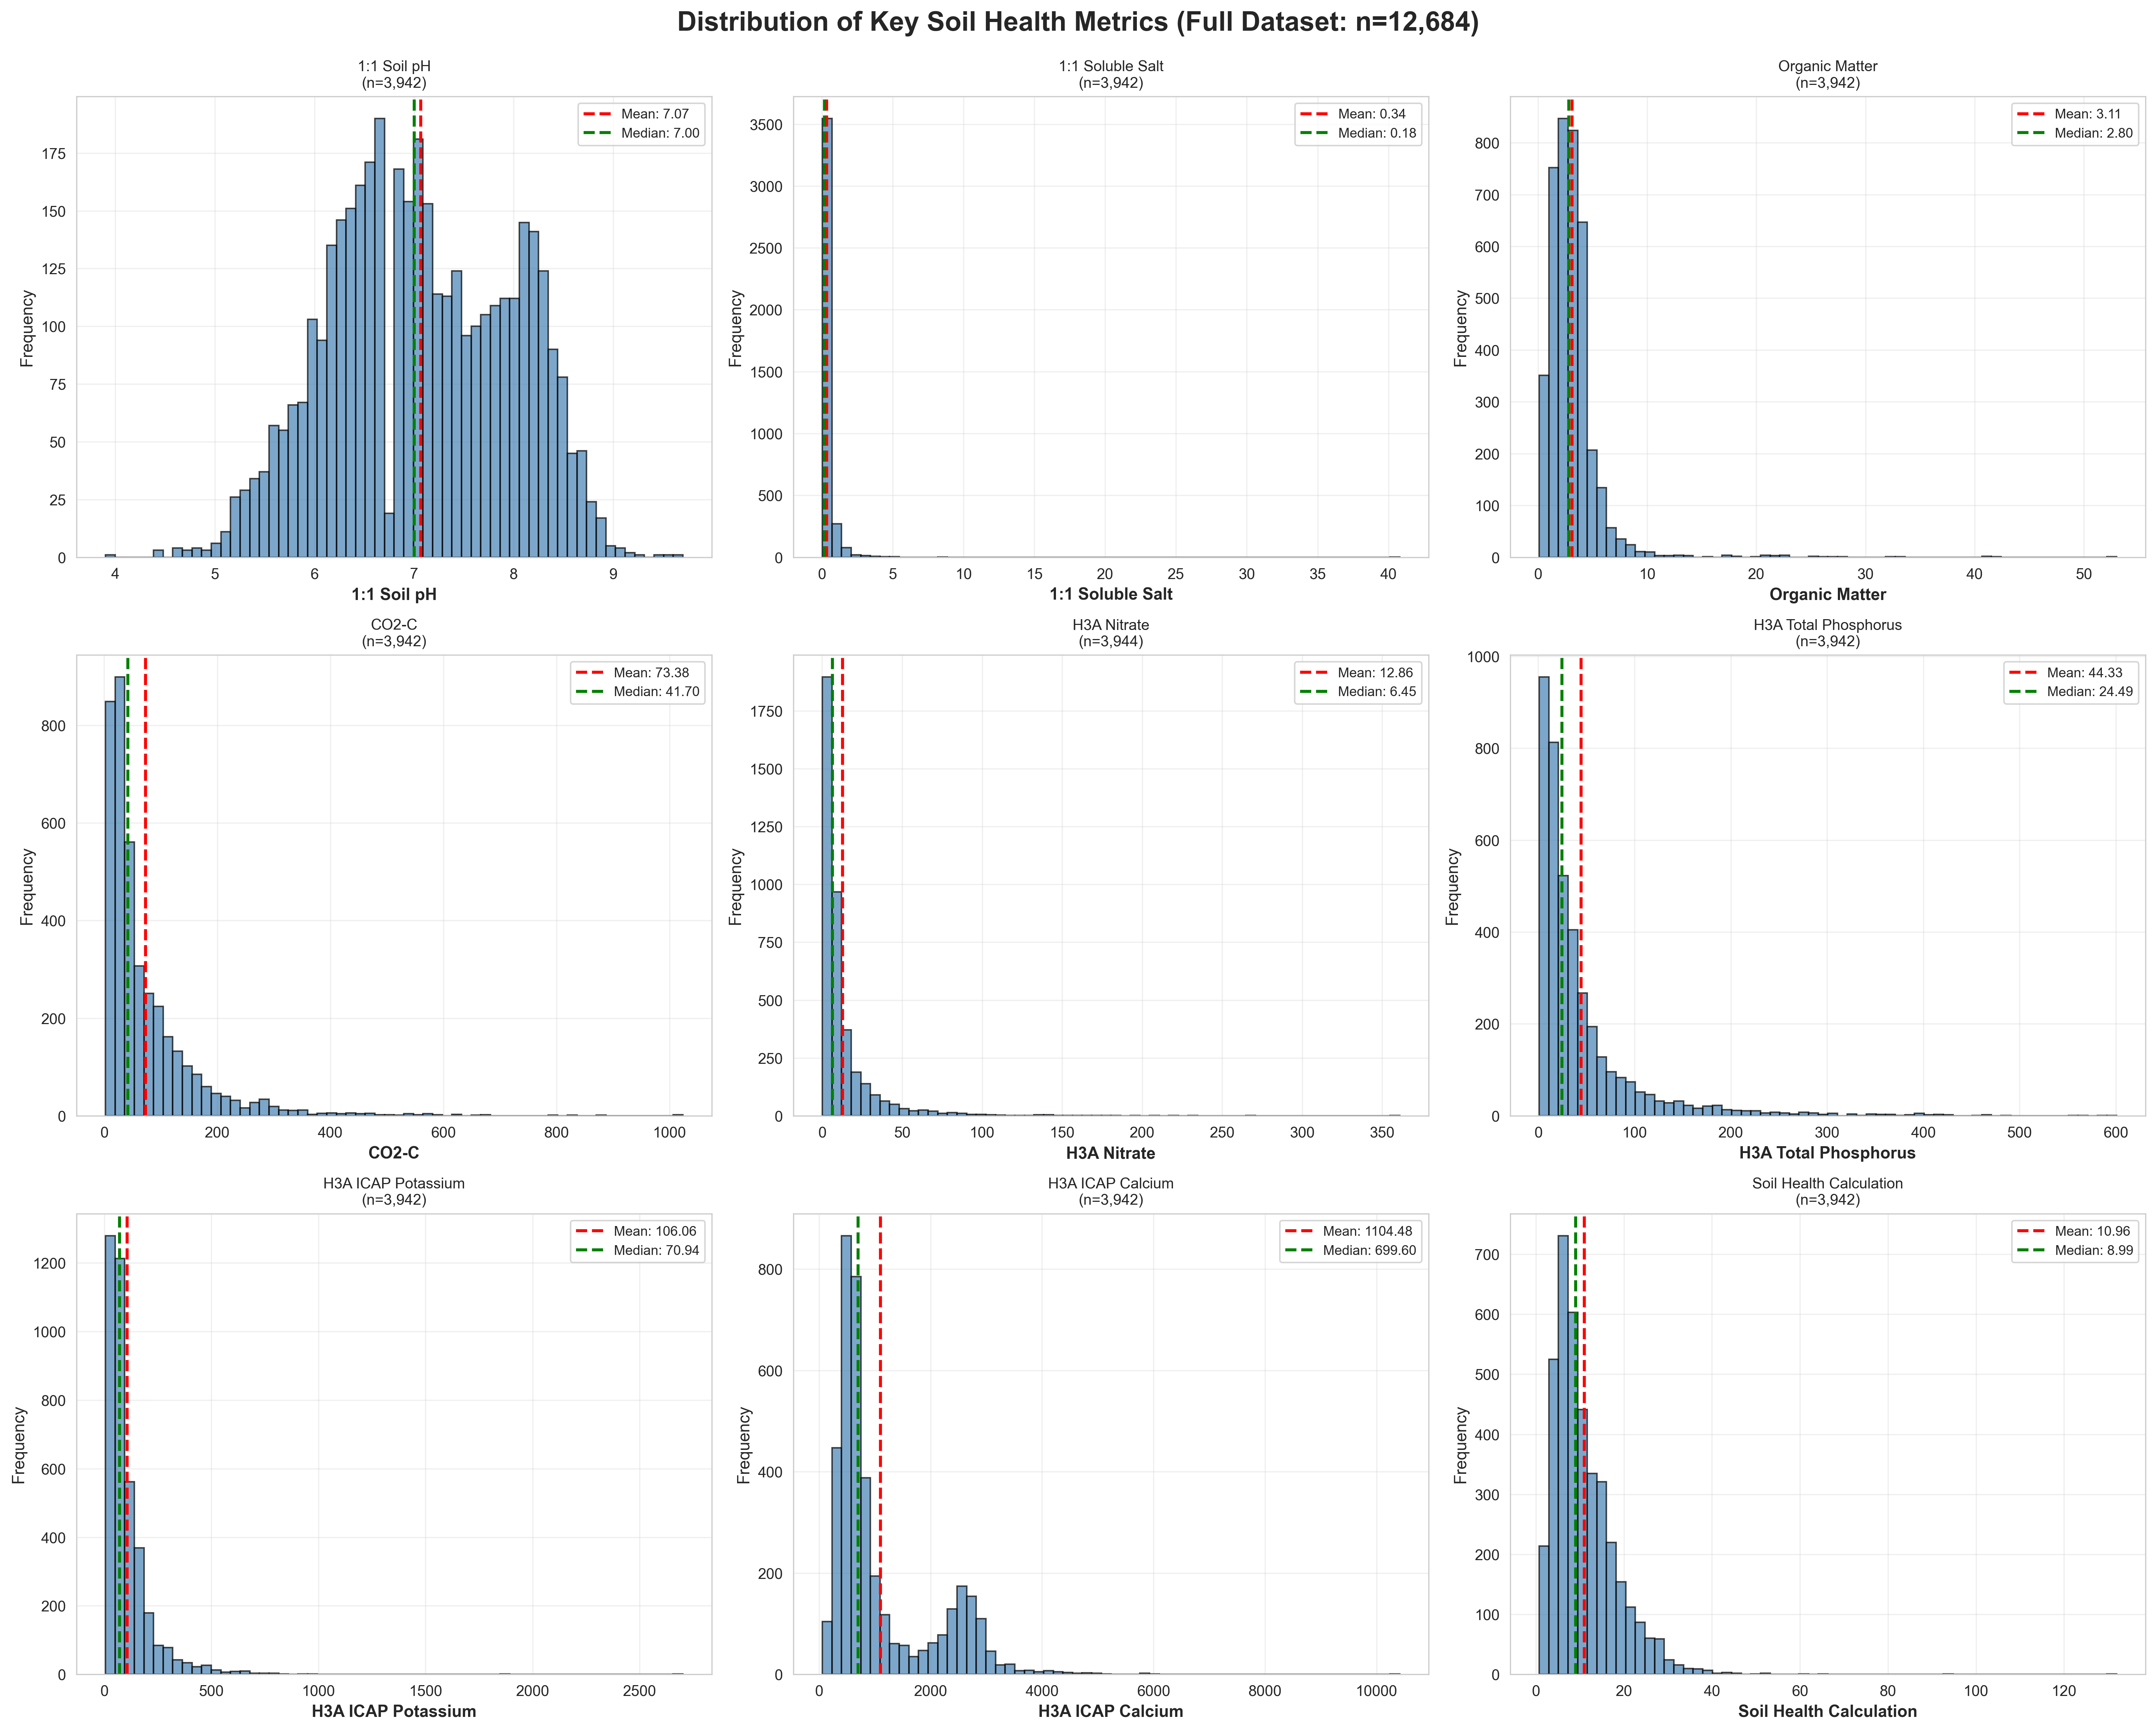 Distribution of Key Soil Health Metrics (Full Dataset: n=12,684)
1:1 Soil pH
(n=3,942)
Mean: 7.07
Median: 7.00
Frequency
175
150
125
100
75
50
25
0
4 5 6 7 8 9
1:1 Soil pH
1:1 Soluble Salt
(n=3,942)
Mean: 0.34
Median: 0.18
Frequency
3500
3000
2500
2000
1500
1000
500
0
0 5 10 15 20 25 30 35 40
1:1 Soluble Salt
Organic Matter
(n=3,942)
Mean: 3.11
Median: 2.80
Frequency
800
700
600
500
400
300
200
100
0
0 10 20 30 40 50
Organic Matter
CO2-C
(n=3,942)
Mean: 73.38
Median: 41.70
Frequency
800
600
400
200
0
0 200 400 600 800 1000
CO2-C
H3A Nitrate
(n=3,944)
Mean: 12.86
Median: 6.45
Frequency
1750
1500
1250
1000
750
500
250
0
0 50 100 150 200 250 300 350
H3A Nitrate
H3A Total Phosphorus
(n=3,942)
Mean: 44.33
Median: 24.49
Frequency
1000
800
600
400
200
0
0 100 200 300 400 500 600
H3A Total Phosphorus
H3A ICAP Potassium
(n=3,942)
Mean: 106.06
Median: 70.94
Frequency
1200
1000
800
600
400
200
0
0 500 1000 1500 2000 2500
H3A ICAP Potassium
H3A ICAP Calcium
(n=3,942)
Mean: 1104.48
Median: 699.60
Frequency
800
600
400
200
0
0 2000 4000 6000 8000 10000
H3A ICAP Calcium
Soil Health Calculation
(n=3,942)
Mean: 10.96
Median: 8.99
Frequency
700
600
500
400
300
200
100
0
0 20 40 60 80 100 120
Soil Health Calculation